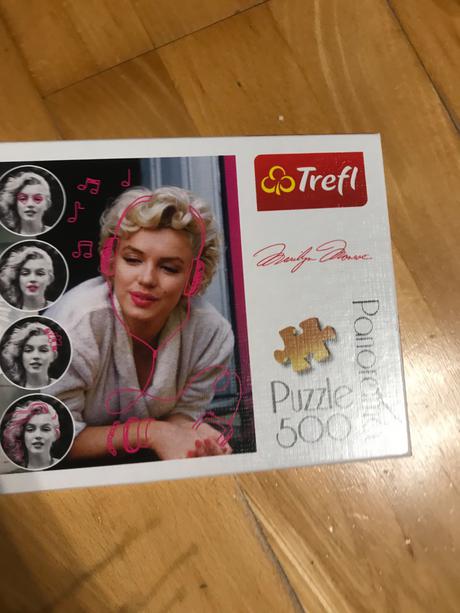 Trefl
Marilyn Monroe
Puzzle
500
Panorama